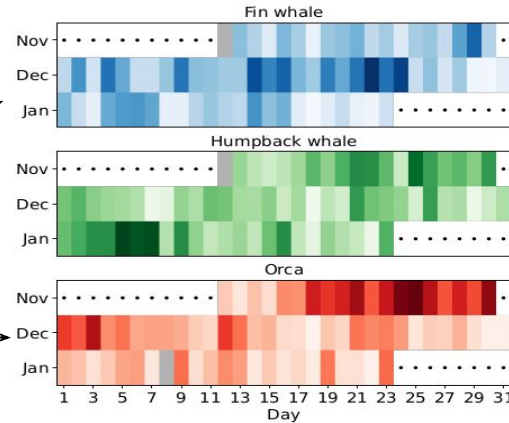 Fin whale
Nov
Dec
Jan
Humpback whale
Nov
Dec
Jan
Orca
Nov
Dec
Jan
1 3 5 7 9 11 13 15 17 19 21 23 25 27 29 31
Day